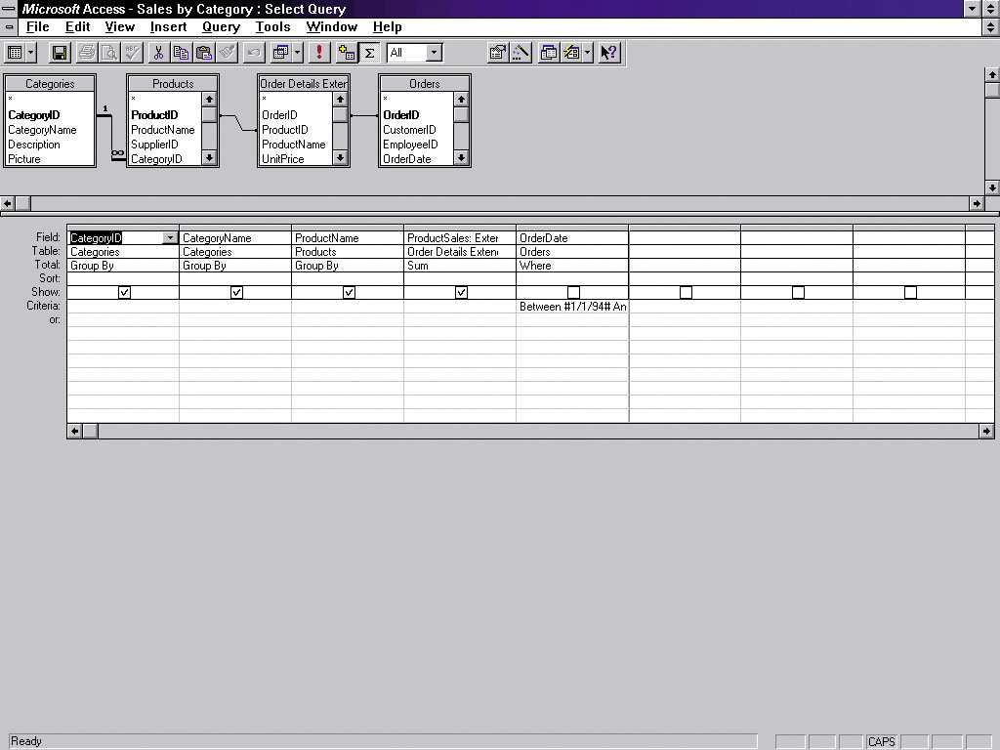 Microsoft Access - Sales by Category : Select Query
File Edit View Insert Query Tools Window Help
ABC Σ All ?
Categories Products Order Details Exter Orders
* * * *
CategoryID 1 ProductID OrderID OrderID
CategoryName ProductName ProductID CustomerID
Description SupplierID ProductName EmployeeID
Picture ∞ CategoryID UnitPrice OrderDate
Field: CategoryID CategoryName ProductName ProductSales: Exter OrderDate
Table: Categories Categories Products Order Details Exten Orders
Total: Group By Group By Group By Sum Where
Sort:
Show:
Criteria: Between #1/1/94# An
or:
Ready CAPS